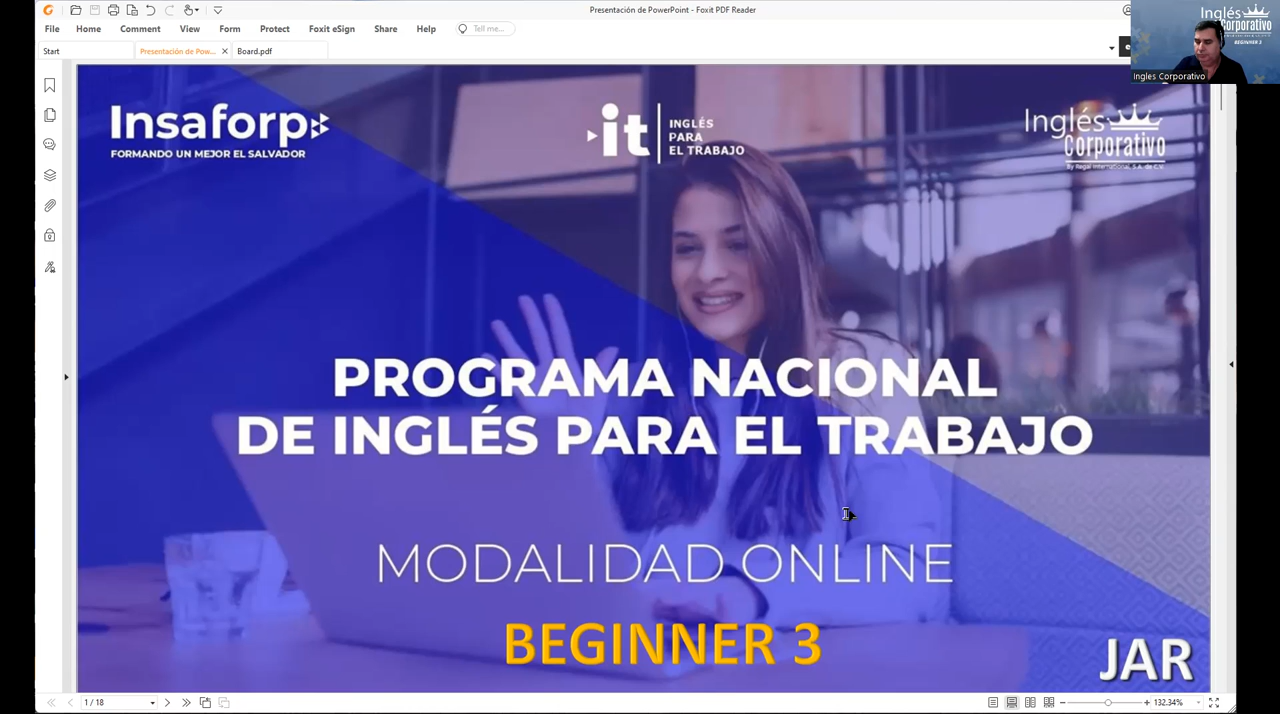 Presentación de PowerPoint - Foxit PDF Reader
File Home Comment View Form Protect Foxit eSign Share Help Tell me...
Start Presentación de Pow... Board.pdf
Inglés
Corporativo
BEGINNER 3
Ingles Corporativo
Insaforp
FORMANDO UN MEJOR EL SALVADOR
it INGLÉS
PARA
EL TRABAJO
Inglés
Corporativo
By Regal International, S.A. de C.V.
PROGRAMA NACIONAL
DE INGLÉS PARA EL TRABAJO
MODALIDAD ONLINE
BEGINNER 3
JAR
1 / 18
132.34%